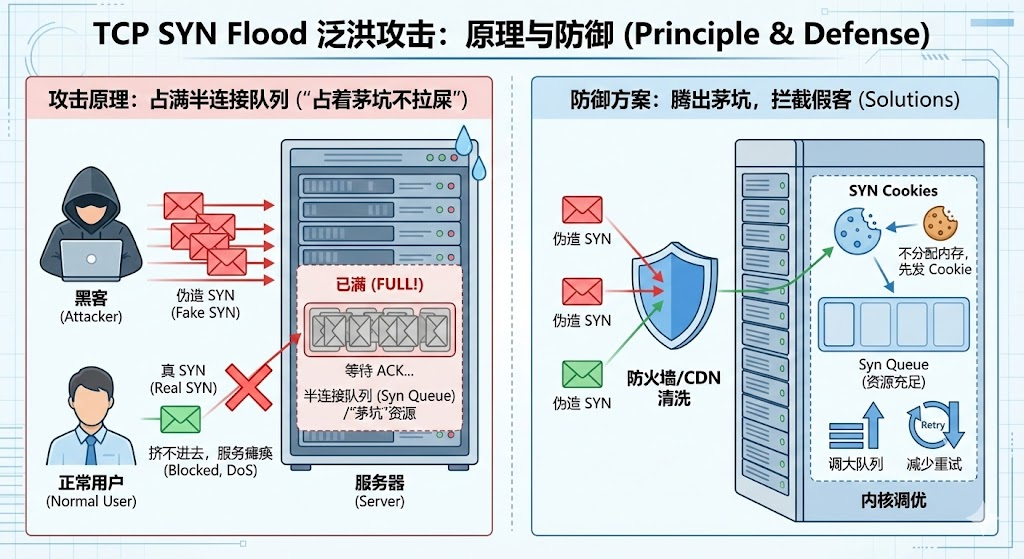 TCP SYN Flood 泛洪攻击：原理与防御 (Principle & Defense)
攻击原理：占满半连接队列 (“占着茅坑不拉屎”)
黑客
(Attacker)
伪造 SYN
(Fake SYN)
已满 (FULL!)
等待 ACK...
半连接队列 (Syn Queue)
/“茅坑”资源
真 SYN
(Real SYN)
挤不进去，服务瘫痪
(Blocked, DoS)
正常用户
(Normal User)
服务器
(Server)
防御方案：腾出茅坑，拦截假客 (Solutions)
伪造 SYN
伪造 SYN
伪造 SYN
防火墙/CDN
清洗
SYN Cookies
不分配内存，
先发 Cookie
Syn Queue
(资源充足)
调大队列
Retry
减少重试
内核调优